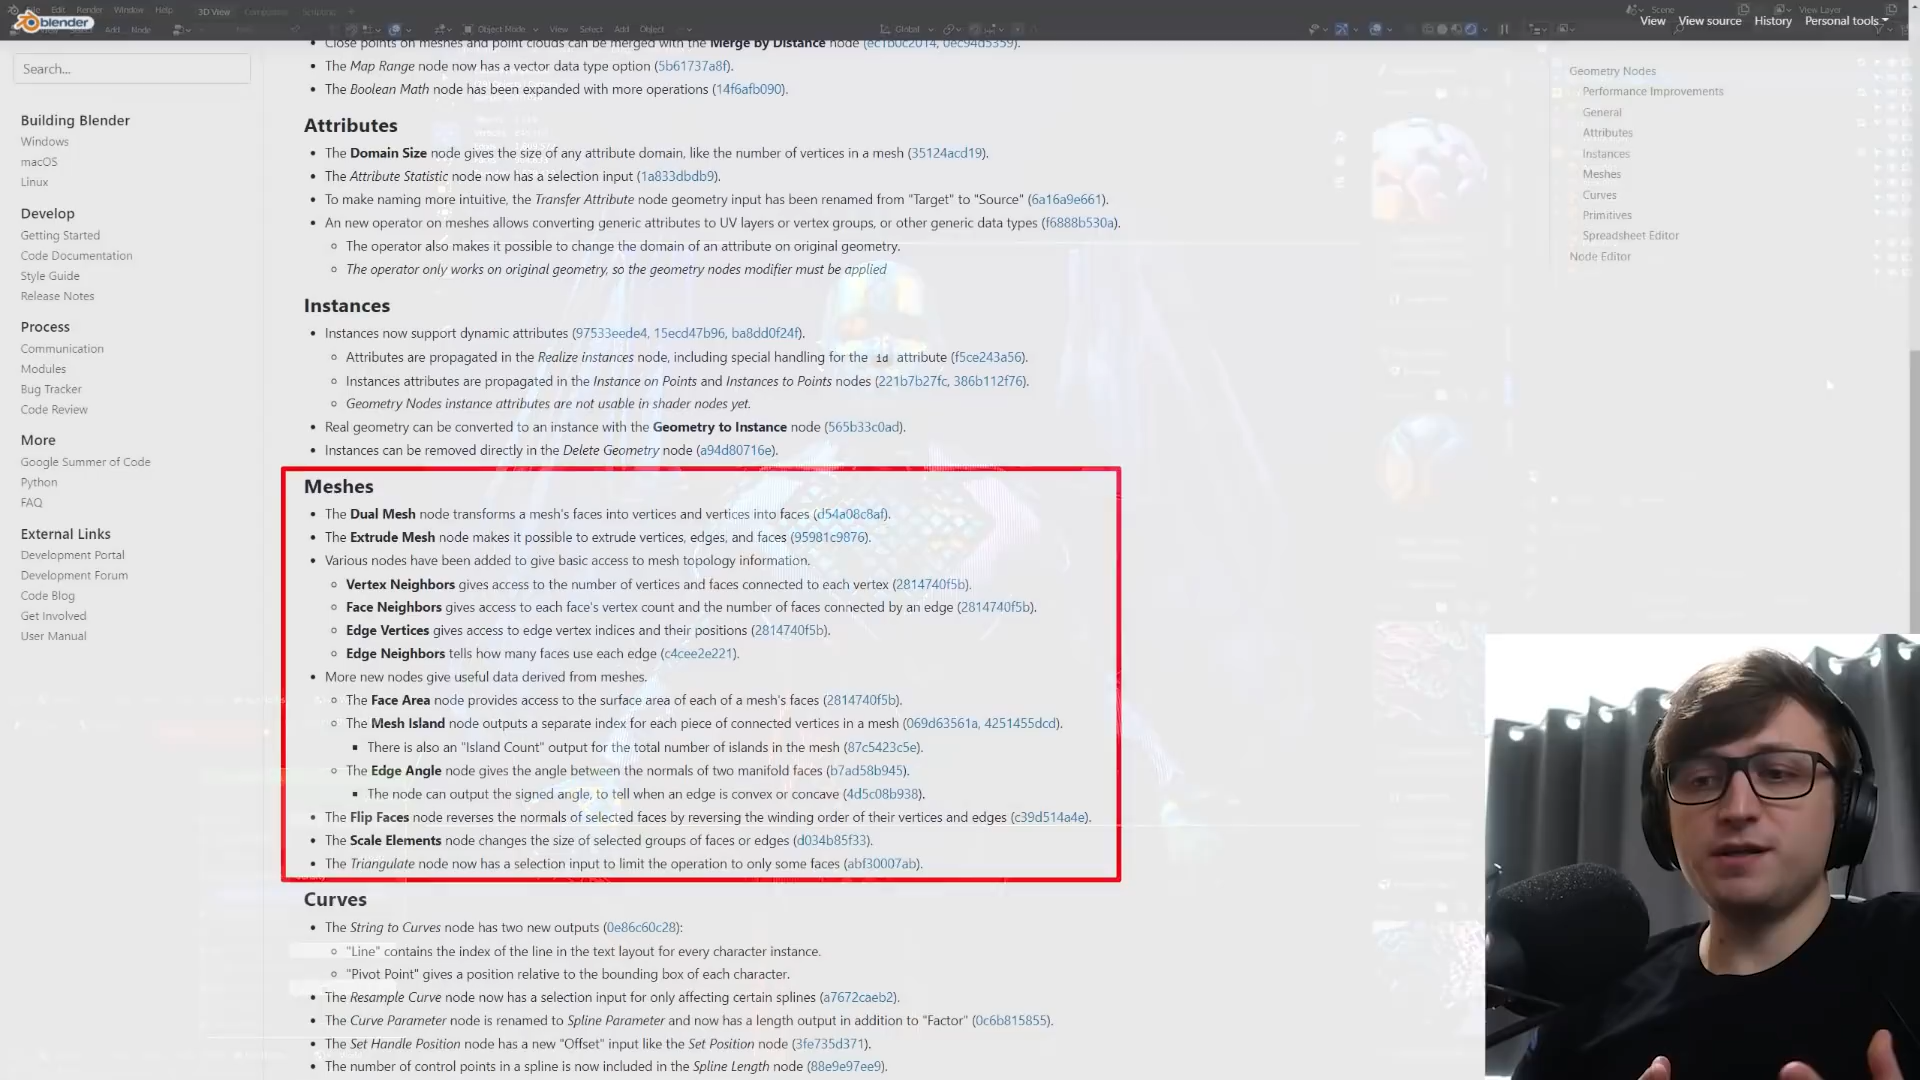 File Edit Render Window Help 3D View Compositing Scripting
Scene View Layer
blender
Add Node Object Mode View Select Add Object Global
View View source History Personal tools
Search...
Building Blender
Windows
macOS
Linux
Develop
Getting Started
Code Documentation
Style Guide
Release Notes
Process
Communication
Modules
Bug Tracker
Code Review
More
Google Summer of Code
Python
FAQ
External Links
Development Portal
Development Forum
Code Blog
Get Involved
User Manual
Close points on meshes and point clouds can be merged with the Merge by Distance node (ec1b0c2014, 0ec94d5359).
The Map Range node now has a vector data type option (5b61737a8f).
The Boolean Math node has been expanded with more operations (14f6afb090).
Attributes
The Domain Size node gives the size of any attribute domain, like the number of vertices in a mesh (35124acd19).
The Attribute Statistic node now has a selection input (1a833dbdb9).
To make naming more intuitive, the Transfer Attribute node geometry input has been renamed from "Target" to "Source" (6a16a9e661).
An new operator on meshes allows converting generic attributes to UV layers or vertex groups, or other generic data types (f6888b530a).
The operator also makes it possible to change the domain of an attribute on original geometry.
The operator only works on original geometry, so the geometry nodes modifier must be applied
Instances
Instances now support dynamic attributes (97533eede4, 15ecd47b96, ba8dd0f24f).
Attributes are propagated in the Realize instances node, including special handling for the id attribute (f5ce243a56).
Instances attributes are propagated in the Instance on Points and Instances to Points nodes (221b7b27fc, 386b112f76).
Geometry Nodes instance attributes are not usable in shader nodes yet.
Real geometry can be converted to an instance with the Geometry to Instance node (565b33c0ad).
Instances can be removed directly in the Delete Geometry node (a94d80716e).
Meshes
The Dual Mesh node transforms a mesh's faces into vertices and vertices into faces (d54a08c8af).
The Extrude Mesh node makes it possible to extrude vertices, edges, and faces (95981c9876).
Various nodes have been added to give basic access to mesh topology information.
Vertex Neighbors gives access to the number of vertices and faces connected to each vertex (2814740f5b).
Face Neighbors gives access to each face's vertex count and the number of faces connected by an edge (2814740f5b).
Edge Vertices gives access to edge vertex indices and their positions (2814740f5b).
Edge Neighbors tells how many faces use each edge (c4cee2e221).
More new nodes give useful data derived from meshes.
The Face Area node provides access to the surface area of each of a mesh's faces (2814740f5b).
The Mesh Island node outputs a separate index for each piece of connected vertices in a mesh (069d63561a, 4251455dcd).
There is also an "Island Count" output for the total number of islands in the mesh (87c5423c5e).
The Edge Angle node gives the angle between the normals of two manifold faces (b7ad58b945).
The node can output the signed angle, to tell when an edge is convex or concave (4d5c08b938).
The Flip Faces node reverses the normals of selected faces by reversing the winding order of their vertices and edges (c39d514a4e).
The Scale Elements node changes the size of selected groups of faces or edges (d034b85f33).
The Triangulate node now has a selection input to limit the operation to only some faces (abf30007ab).
Curves
The String to Curves node has two new outputs (0e86c60c28):
"Line" contains the index of the line in the text layout for every character instance.
"Pivot Point" gives a position relative to the bounding box of each character.
The Resample Curve node now has a selection input for only affecting certain splines (a7672caeb2).
The Curve Parameter node is renamed to Spline Parameter and now has a length output in addition to "Factor" (0c6b815855).
The Set Handle Position node has a new "Offset" input like the Set Position node (3fe735d371).
The number of control points in a spline is now included in the Spline Length node (88e9e97ee9).
Geometry Nodes
Performance Improvements
General
Attributes
Instances
Meshes
Curves
Primitives
Spreadsheet Editor
Node Editor